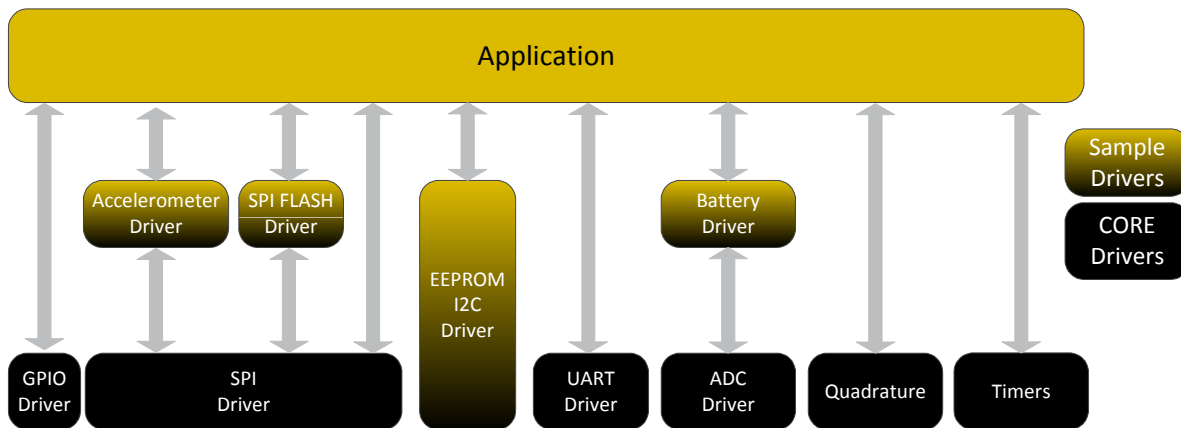 Application
Sample
Drivers
CORE
Drivers
Accelerometer
Driver
SPI FLASH
Driver
Battery
Driver
EEPROM
I2C
Driver
GPIO
Driver
SPI
Driver
UART
Driver
ADC
Driver
Quadrature
Timers